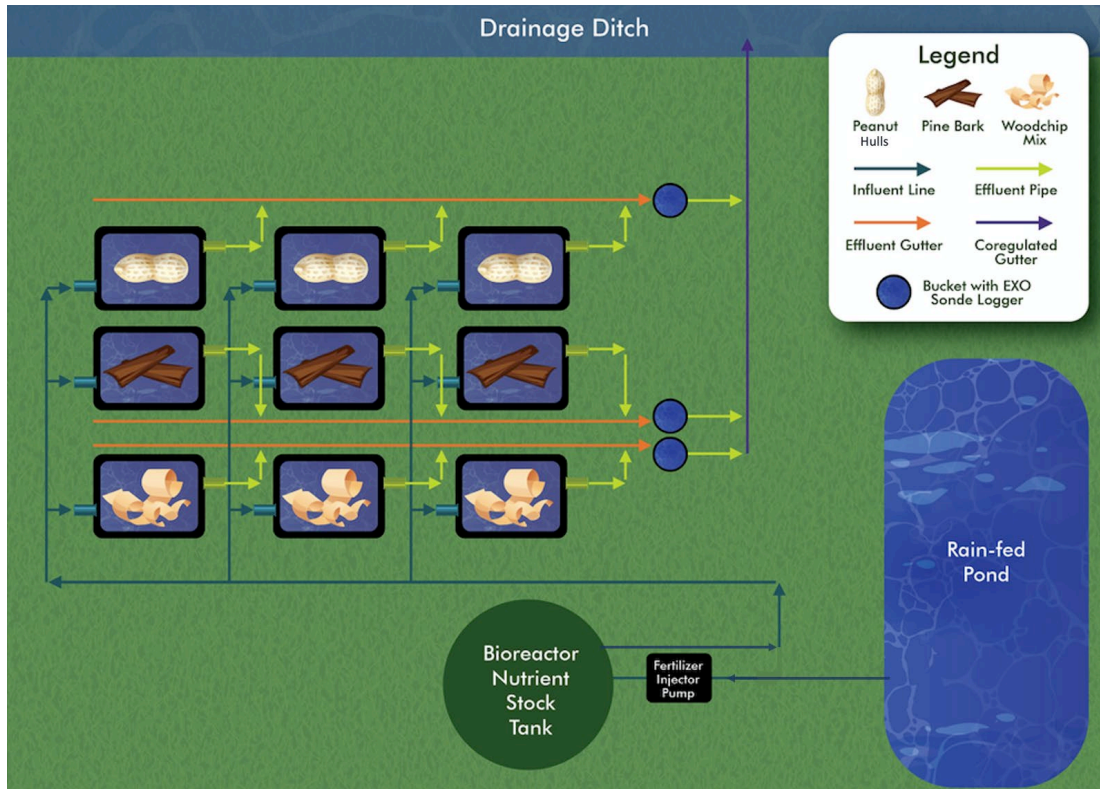 Drainage Ditch
Legend
Peanut
Hulls
Pine Bark
Woodchip
Mix
Influent Line
Effluent Pipe
Effluent Gutter
Coregulated
Gutter
Bucket with EXO
Sonde Logger
Rain-fed
Pond
Bioreactor
Nutrient
Stock
Tank
Fertilizer
Injector
Pump